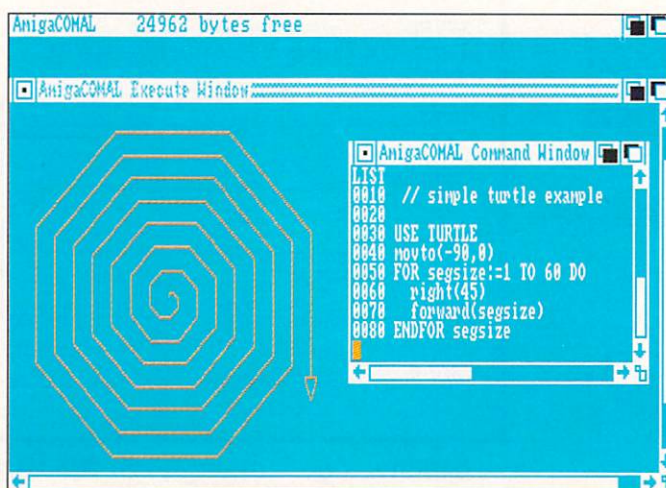 AmigaCOMAL 24962 bytes free
AmigaCOMAL Execute Window
AmigaCOMAL Command Window
LIST
0010 // simple turtle example
0020
0030 USE TURTLE
0040 movto(-90,0)
0050 FOR segsize:=1 TO 60 DO
0060 right(45)
0070 forward(segsize)
0080 ENDFOR segsize